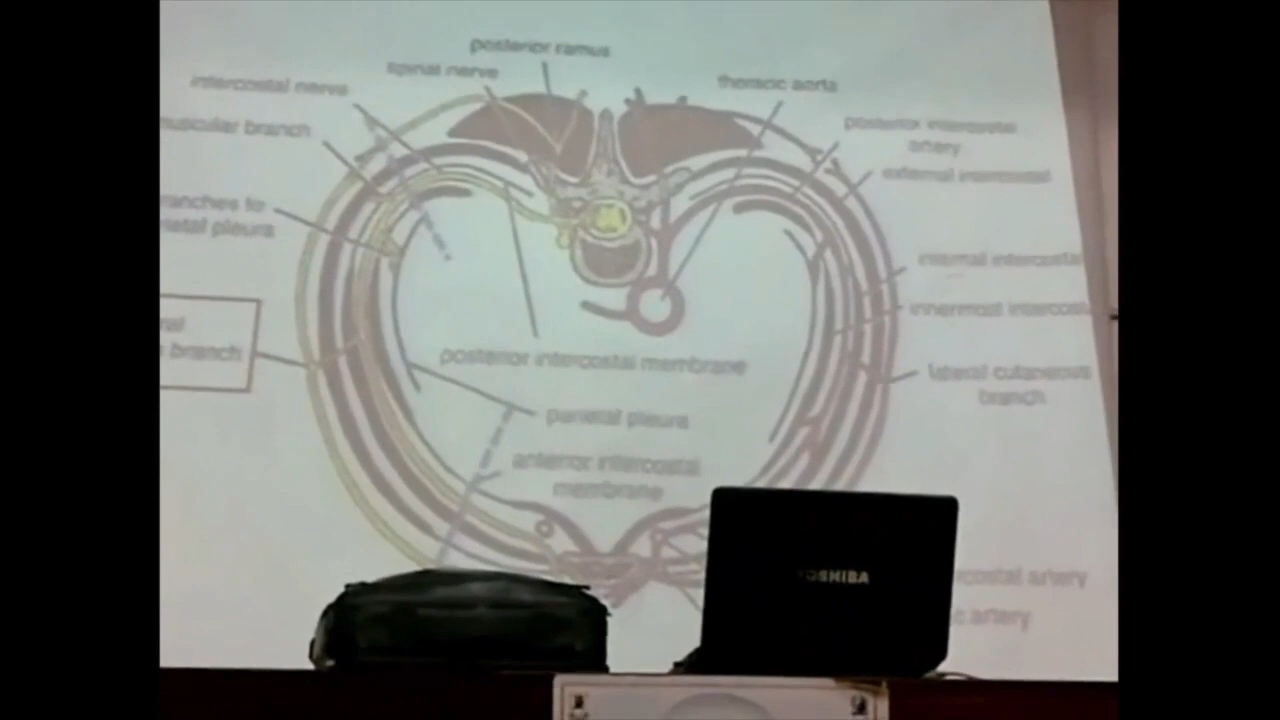 posterior ramus
spinal nerve
intercostal nerve
thoracic aorta
muscular branch
posterior intercostal
artery
external intercostal
branches to
parietal pleura
internal intercostal
innermost intercostal
branch
posterior intercostal membrane
lateral cutaneous
branch
parietal pleura
anterior intercostal
membrane
TOSHIBA
costal artery
artery